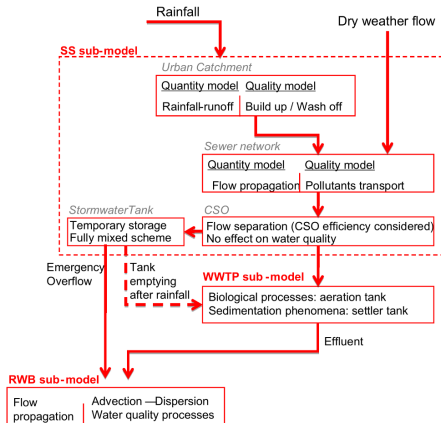 Rainfall
Dry weather flow
SS sub-model
Urban Catchment
Quantity model Quality model
Rainfall-runoff Build up / Wash off
Sewer network
Quantity model Quality model
Flow propagation Pollutants transport
StormwaterTank
CSO
Temporary storage
Fully mixed scheme
Flow separation (CSO efficiency considered)
No effect on water quality
Emergency
Overflow
Tank
emptying
after rainfall
WWTP sub-model
Biological processes: aeration tank
Sedimentation phenomena: settler tank
Effluent
RWB sub-model
Flow
propagation
Advection —Dispersion
Water quality processes